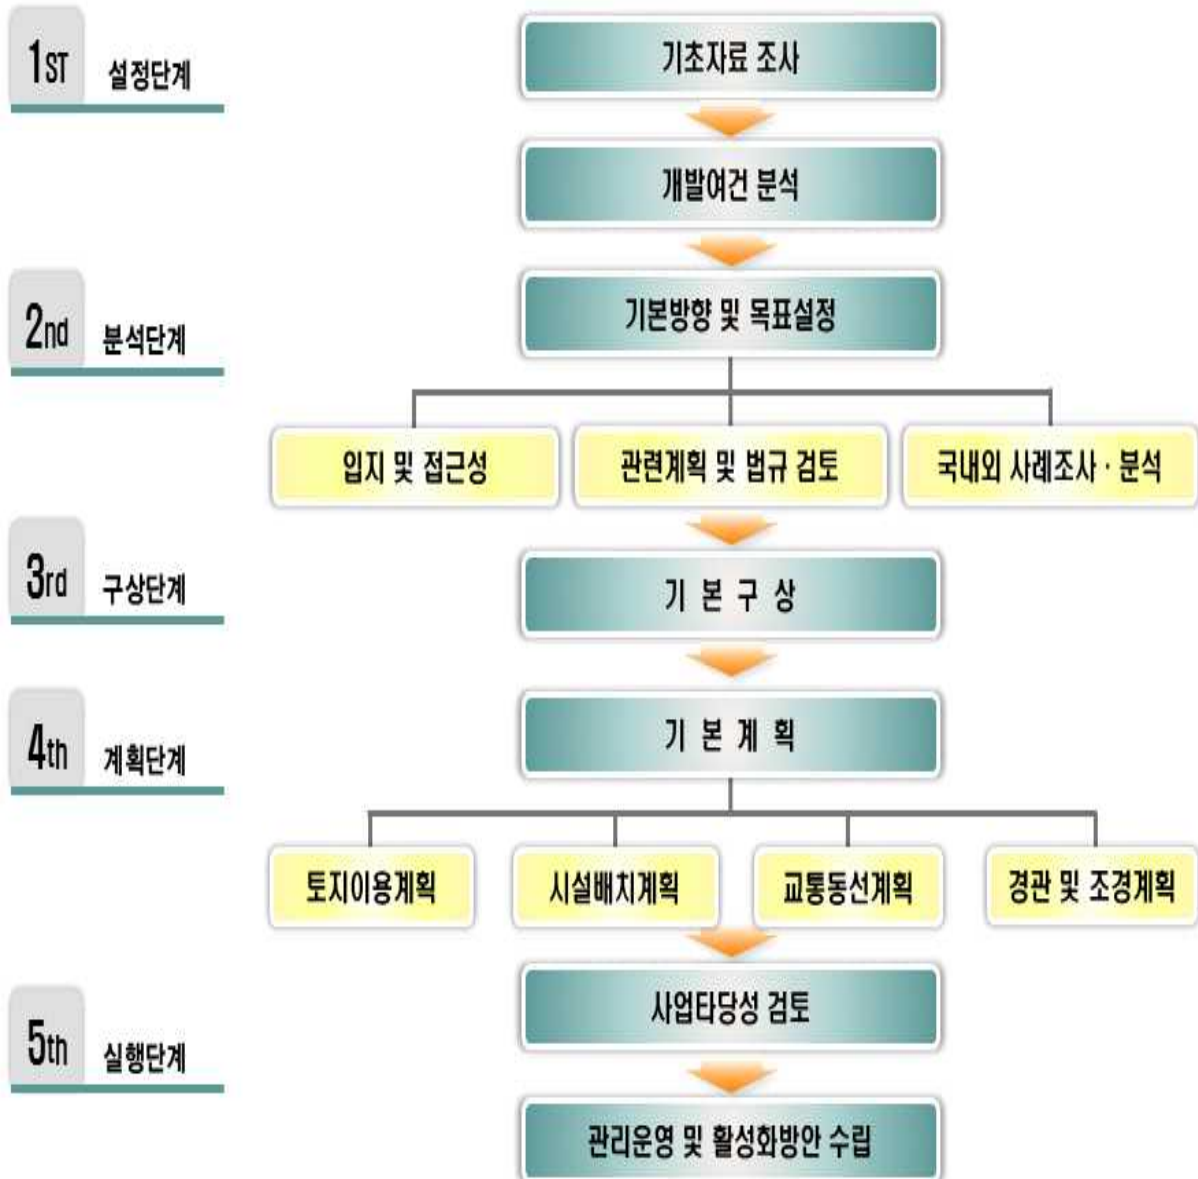 1ST 설정단계
기초자료 조사
개발여건 분석
2nd 분석단계
기본방향 및 목표설정
입지 및 접근성
관련계획 및 법규 검토
국내외 사례조사 · 분석
3rd 구상단계
기 본 구 상
4th 계획단계
기 본 계 획
토지이용계획
시설배치계획
교통동선계획
경관 및 조경계획
5th 실행단계
사업타당성 검토
관리운영 및 활성화방안 수립